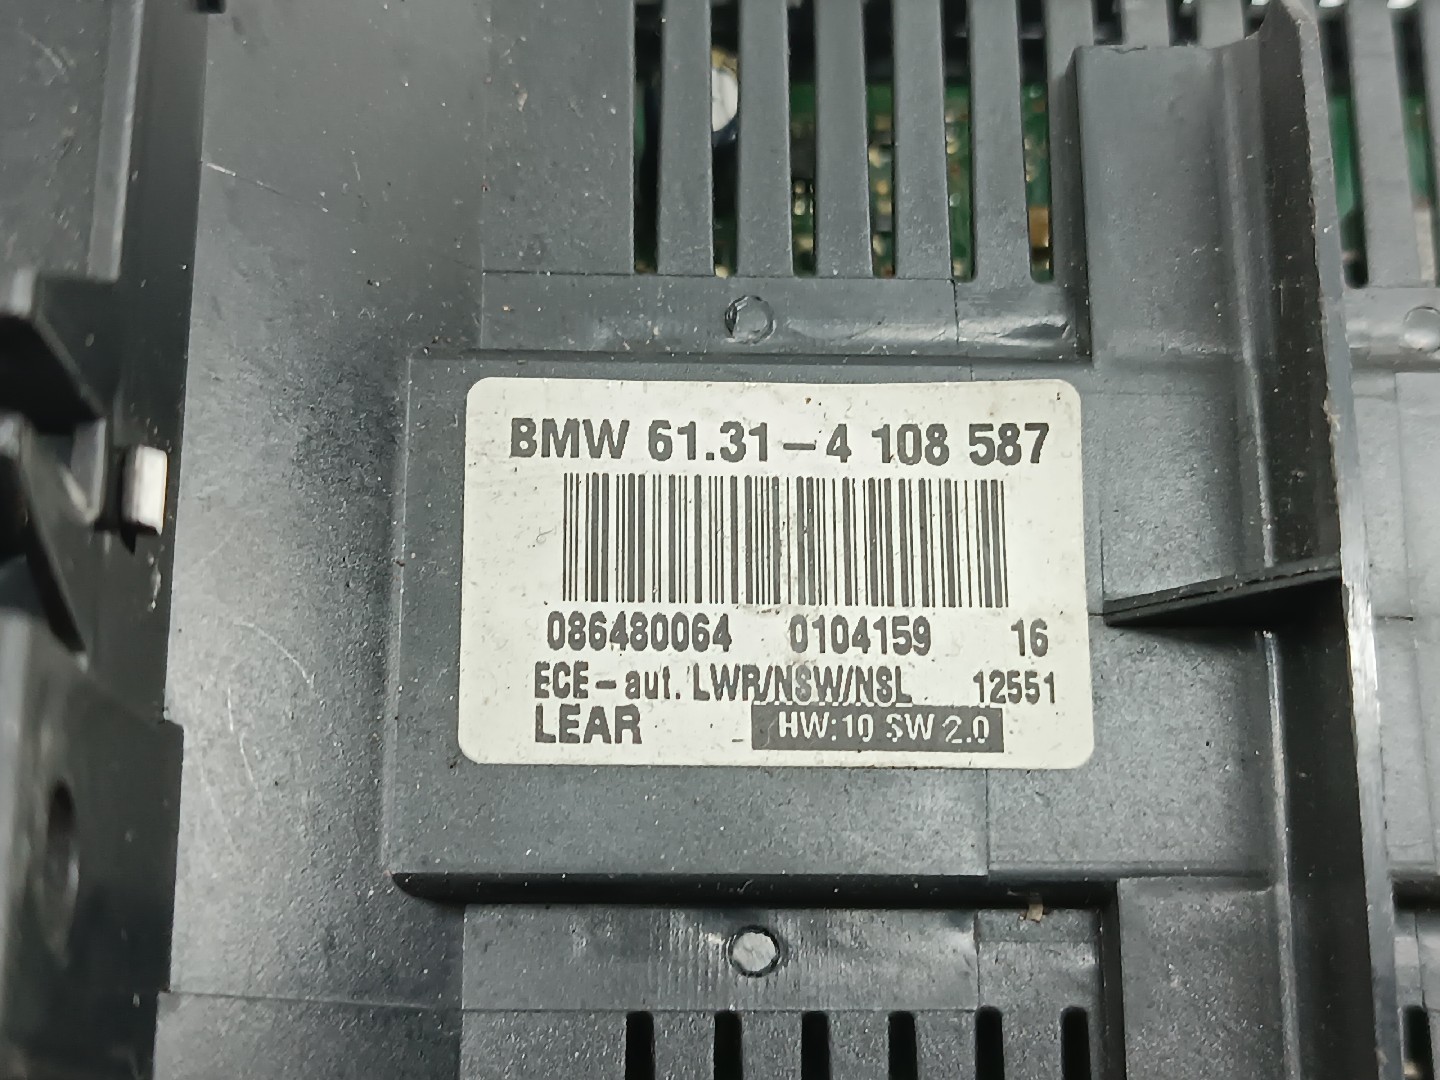 BMW 61.31-4 108 587
086480064 0104159 16
ECE-aut. LWR/NSW/NSL 12551
LEAR HW:10 SW 2.0